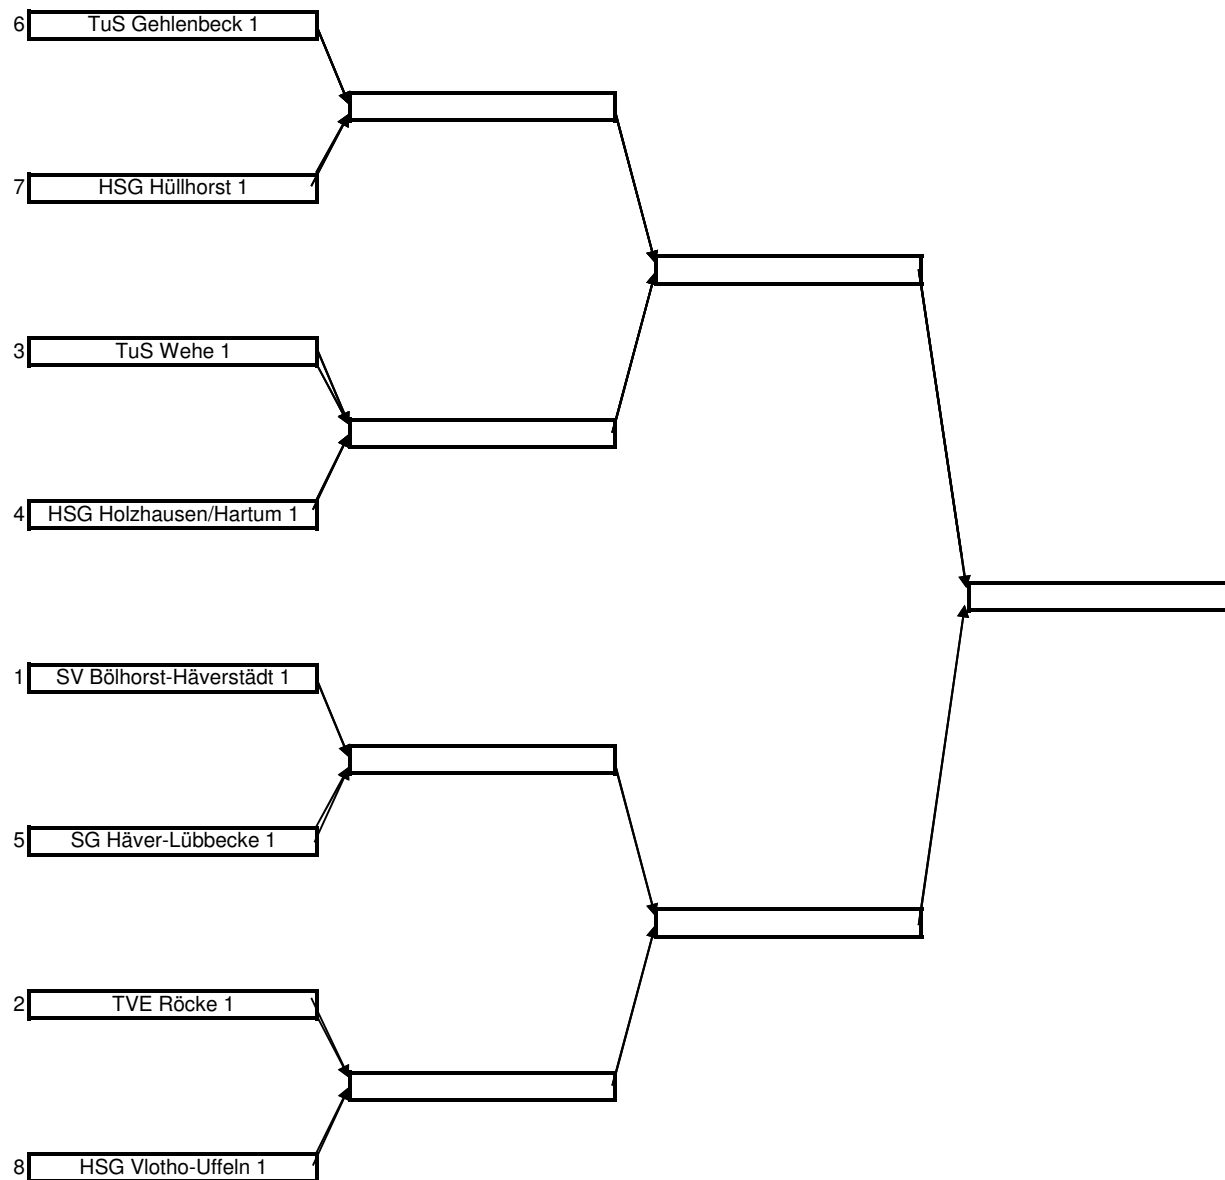 6 TuS Gehlenbeck 1
7 HSG Hüllhorst 1
3 TuS Wehe 1
4 HSG Holzhausen/Hartum 1
1 SV Bölhorst-Häverstädt 1
5 SG Häver-Lübbecke 1
2 TVE Röcke 1
8 HSG Vlotho-Uffeln 1